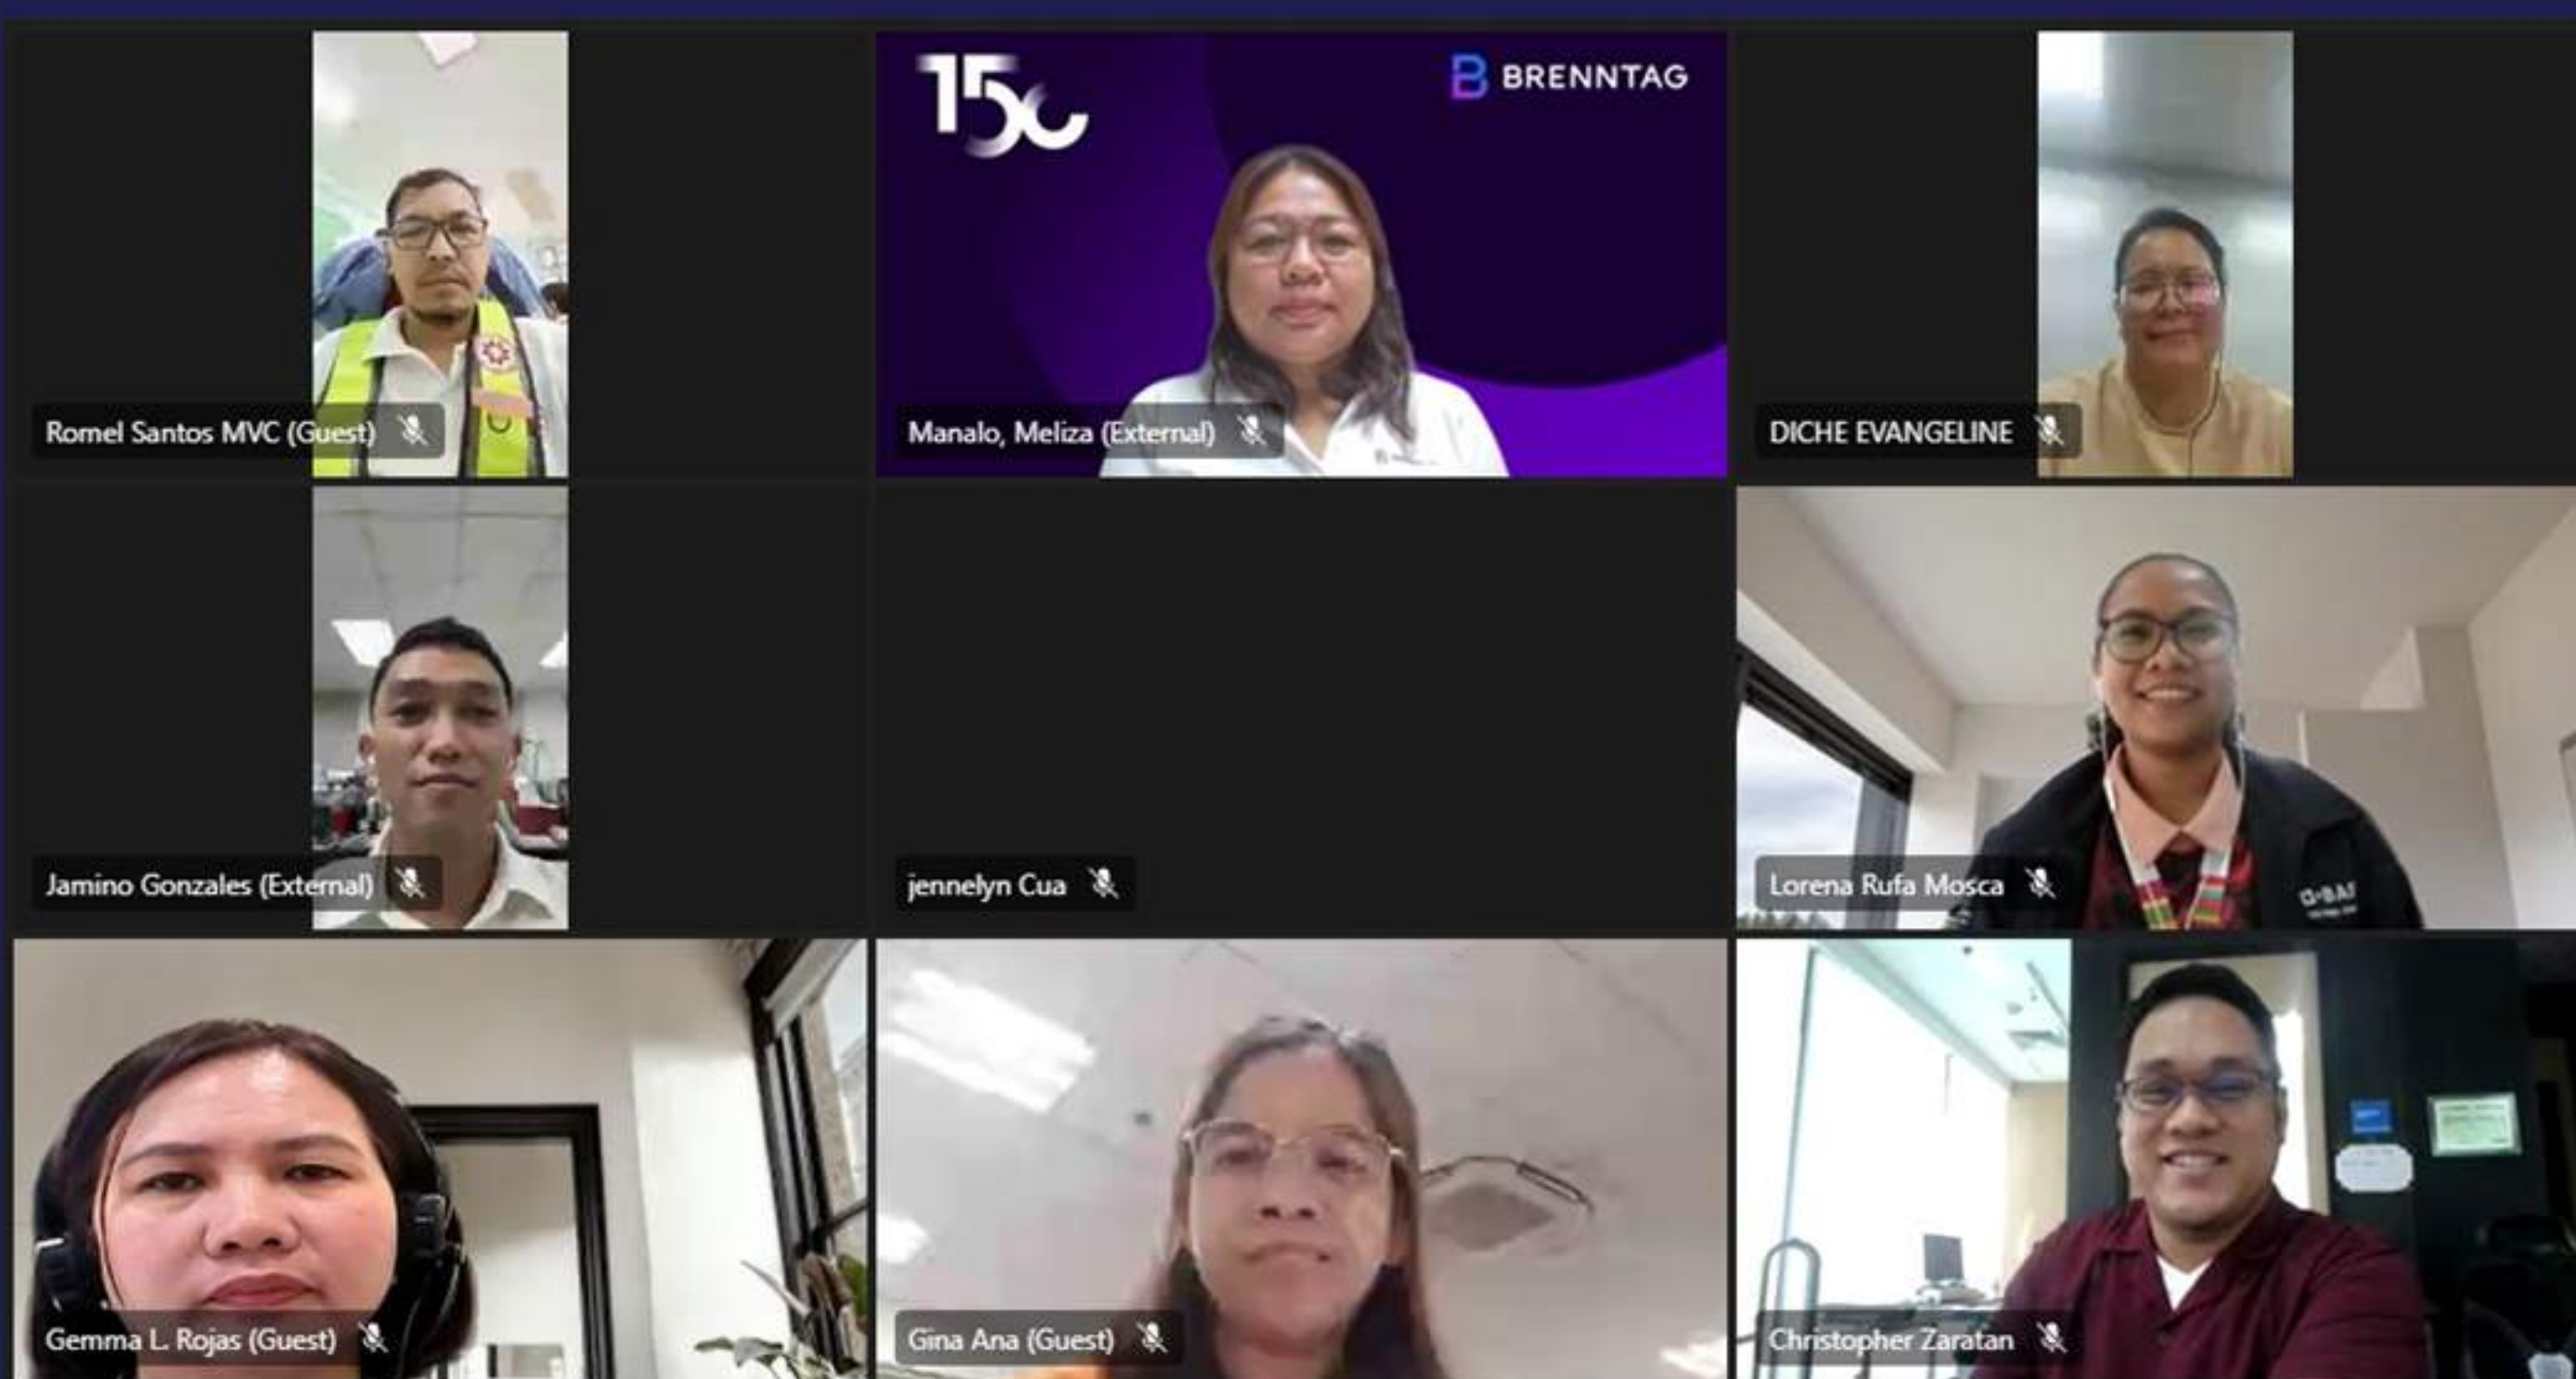 150
BRENNTAG
Romel Santos MVC (Guest)
Manalo, Meliza (External)
DICHE EVANGELINE
Jamino Gonzales (External)
jennelyn Cua
Lorena Rufa Mosca
Gemma L. Rojas (Guest)
Gina Ana (Guest)
Christopher Zaratan